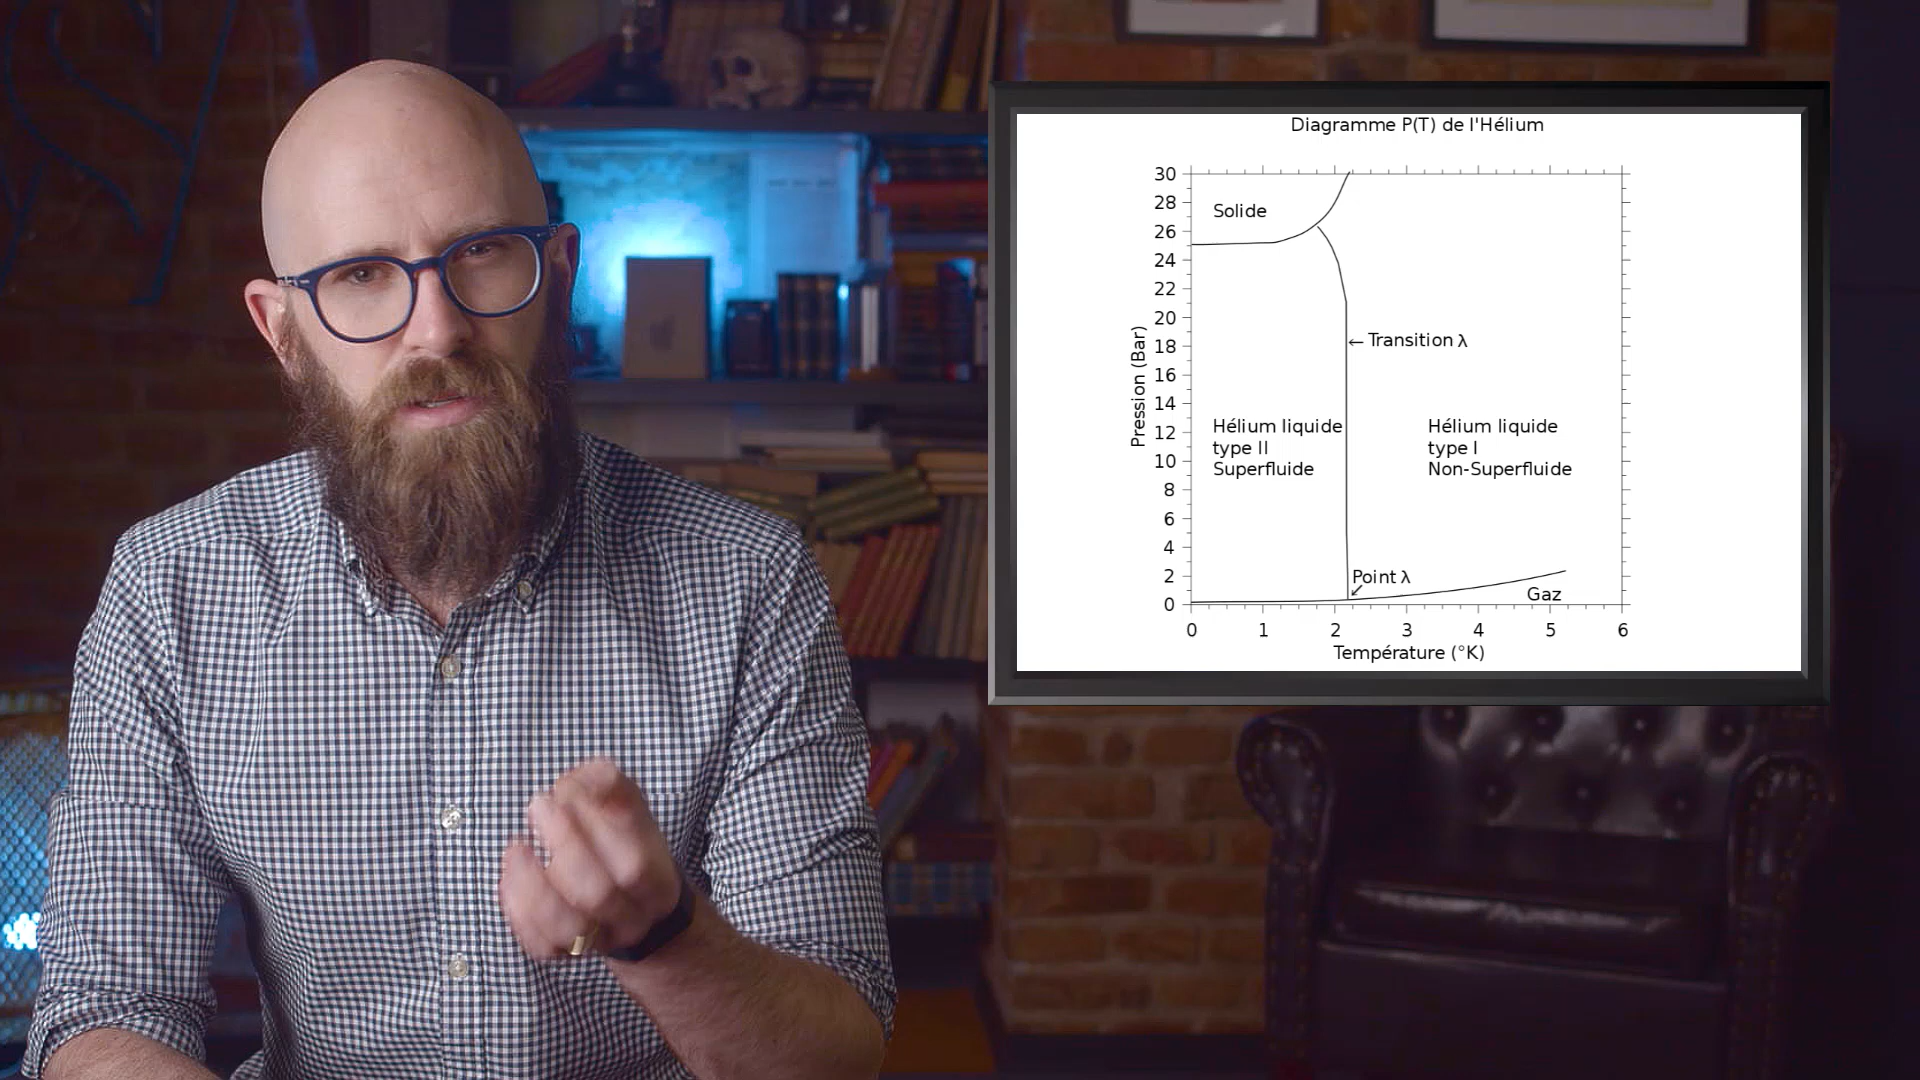 Diagramme P(T) de l'Hélium
30
28
26
24
22
20
18
16
14
12
10
8
6
4
2
0
Pression (Bar)
Solide
←Transition λ
Hélium liquide
type II
Superfluide
Hélium liquide
type I
Non-Superfluide
Point λ
Gaz
0 1 2 3 4 5 6
Température (°K)